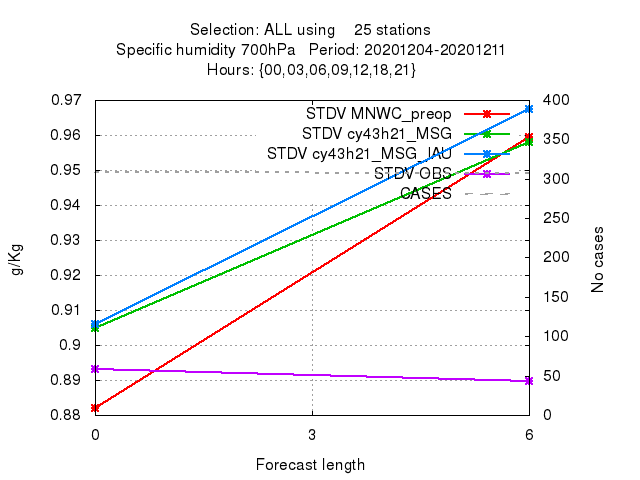 Selection: ALL using 25 stations
Specific humidity 700hPa Period: 20201204-20201211
Hours: {00,03,06,09,12,18,21}
0.97
0.96
0.95
0.94
0.93
0.92
0.91
0.9
0.89
0.88
g/Kg
STDV MNWC_preop
STDV cy43h21_MSG
STDV cy43h21_MSG_IAU
STDV OBS
CASES
400
350
300
250
200
150
100
50
0
No cases
0 3 6
Forecast length